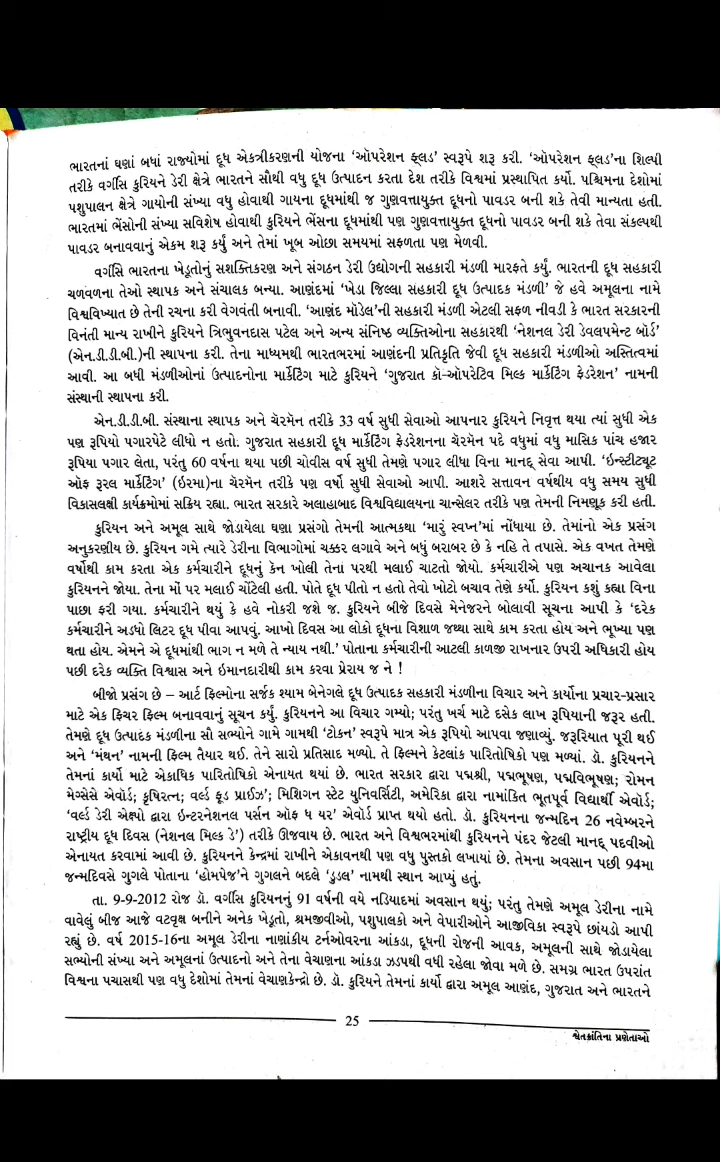 ભારતનાં ઘણાં બધાં રાજ્યોમાં દૂધ એકત્રીકરણની યોજના ‘ઑપરેશન ફ્લડ’ સ્વરૂપે શરૂ કરી. ‘ઑપરેશન ફ્લડ’ના શિલ્પી
તરીકે વર્ગીસ કુરિયને ડેરી ક્ષેત્રે ભારતને સૌથી વધુ દૂધ ઉત્પાદન કરતા દેશ તરીકે વિશ્વમાં પ્રસ્થાપિત કર્યો. પશ્ચિમના દેશોમાં
પશુપાલન ક્ષેત્રે ગાયોની સંખ્યા વધુ હોવાથી ગાયના દૂધમાંથી જ ગુણવત્તાયુક્ત દૂધનો પાવડર બની શકે તેવી માન્યતા હતી.
ભારતમાં ભેંસોની સંખ્યા સવિશેષ હોવાથી કુરિયને ભેંસના દૂધમાંથી પણ ગુણવત્તાયુક્ત દૂધનો પાવડર બની શકે તેવા સંકલ્પથી
પાવડર બનાવવાનું એકમ શરૂ કર્યું અને તેમાં ખૂબ ઓછા સમયમાં સફળતા પણ મેળવી.
વર્ગીસે ભારતના ખેડૂતોનું સશક્તિકરણ અને સંગઠન ડેરી ઉદ્યોગની સહકારી મંડળી મારફતે કર્યું. ભારતની દૂધ સહકારી
ચળવળના તેઓ સ્થાપક અને સંચાલક બન્યા. આણંદમાં ‘ખેડા જિલ્લા સહકારી દૂધ ઉત્પાદક મંડળી’ જે હવે અમૂલના નામે
વિશ્વવિખ્યાત છે તેની રચના કરી વેગવંતી બનાવી. ‘આણંદ મૉડેલ’ની સહકારી મંડળી એટલી સફળ નીવડી કે ભારત સરકારની
વિનંતી માન્ય રાખીને કુરિયને ત્રિભુવનદાસ પટેલ અને અન્ય સંનિષ્ઠ વ્યક્તિઓના સહકારથી ‘નેશનલ ડેરી ડેવલપમેન્ટ બૉર્ડ’
(એન.ડી.ડી.બી.)ની સ્થાપના કરી. તેના માધ્યમથી ભારતભરમાં આણંદની પ્રતિકૃતિ જેવી દૂધ સહકારી મંડળીઓ અસ્તિત્વમાં
આવી. આ બધી મંડળીઓનાં ઉત્પાદનોના માર્કેટિંગ માટે કુરિયને ‘ગુજરાત કૉ-ઑપરેટિવ મિલ્ક માર્કેટિંગ ફેડરેશન’ નામની
સંસ્થાની સ્થાપના કરી.
એન.ડી.ડી.બી. સંસ્થાના સ્થાપક અને ચૅરમૅન તરીકે 33 વર્ષ સુધી સેવાઓ આપનાર કુરિયને નિવૃત્ત થયા ત્યાં સુધી એક
પણ રૂપિયો પગારપેટે લીધો ન હતો. ગુજરાત સહકારી દૂધ માર્કેટિંગ ફેડરેશનના ચૅરમૅન પદે વધુમાં વધુ માસિક પાંચ હજાર
રૂપિયા પગાર લેતા, પરંતુ 60 વર્ષના થયા પછી ચોવીસ વર્ષ સુધી તેમણે પગાર લીધા વિના માનદ્ સેવા આપી. ‘ઇન્સ્ટીટ્યૂટ
ઑફ રૂરલ માર્કેટિંગ’ (ઇરમા)ના ચૅરમૅન તરીકે પણ વર્ષો સુધી સેવાઓ આપી. આશરે સત્તાવન વર્ષથીય વધુ સમય સુધી
વિકાસલક્ષી કાર્યક્રમોમાં સક્રિય રહ્યા. ભારત સરકારે અલાહાબાદ વિશ્વવિદ્યાલયના ચાન્સેલર તરીકે પણ તેમની નિમણૂક કરી હતી.
કુરિયન અને અમૂલ સાથે જોડાયેલા ઘણા પ્રસંગો તેમની આત્મકથા ‘મારું સ્વપ્ન’માં નોંધાયા છે. તેમાંનો એક પ્રસંગ
અનુકરણીય છે. કુરિયન ગમે ત્યારે ડેરીના વિભાગોમાં ચક્કર લગાવે અને બધું બરાબર છે કે નહિ તે તપાસે. એક વખત તેમણે
વર્ષોથી કામ કરતા એક કર્મચારીને દૂધનું કૅન ખોલી તેના પરથી મલાઈ ચાટતો જોયો. કર્મચારીએ પણ અચાનક આવેલા
કુરિયનને જોયા. તેના મોં પર મલાઈ ચોંટેલી હતી. પોતે દૂધ પીતો ન હતો તેવો ખોટો બચાવ તેણે કર્યો. કુરિયન કશું કહ્યા વિના
પાછા ફરી ગયા. કર્મચારીને થયું કે હવે નોકરી જશે જ. કુરિયને બીજે દિવસે મેનેજરને બોલાવી સૂચના આપી કે ‘દરેક
કર્મચારીને અડધો લિટર દૂધ પીવા આપવું. આખો દિવસ આ લોકો દૂધના વિશાળ જથ્થા સાથે કામ કરતા હોય અને ભૂખ્યા પણ
થતા હોય. એમને એ દૂધમાંથી ભાગ ન મળે તે ન્યાય નથી.’ પોતાના કર્મચારીની આટલી કાળજી રાખનાર ઉપરી અધિકારી હોય
પછી દરેક વ્યક્તિ વિશ્વાસ અને ઇમાનદારીથી કામ કરવા પ્રેરાય જ ને !
બીજો પ્રસંગ છે – આર્ટ ફિલ્મોના સર્જક શ્યામ બેનેગલે દૂધ ઉત્પાદક સહકારી મંડળીના વિચાર અને કાર્યોના પ્રચાર-પ્રસાર
માટે એક ફિચર ફિલ્મ બનાવવાનું સૂચન કર્યું. કુરિયનને આ વિચાર ગમ્યો; પરંતુ ખર્ચ માટે દસેક લાખ રૂપિયાની જરૂર હતી.
તેમણે દૂધ ઉત્પાદક મંડળીના સૌ સભ્યોને ગામે ગામથી ‘ટોકન’ સ્વરૂપે માત્ર એક રૂપિયો આપવા જણાવ્યું. જરૂરિયાત પૂરી થઈ
અને ‘મંથન’ નામની ફિલ્મ તૈયાર થઈ. તેને સારો પ્રતિસાદ મળ્યો. તે ફિલ્મને કેટલાંક પારિતોષિકો પણ મળ્યાં. ડૉ. કુરિયનને
તેમનાં કાર્યો માટે એકાધિક પારિતોષિકો એનાયત થયાં છે. ભારત સરકાર દ્વારા પદ્મશ્રી, પદ્મભૂષણ, પદ્મવિભૂષણ; રોમન
મેગ્સેસે એવોર્ડ; કૃષિરત્ન; વર્લ્ડ ફૂડ પ્રાઈઝ'; મિશિગન સ્ટેટ યુનિવર્સિટી, અમેરિકા દ્વારા નામાંકિત ભૂતપૂર્વ વિદ્યાર્થી એવોર્ડ;
‘વર્લ્ડ ડેરી એક્ષ્પો દ્વારા ઇન્ટરનેશનલ પર્સન ઑફ ધ યર’ એવોર્ડ પ્રાપ્ત થયો હતો. ડૉ. કુરિયનના જન્મદિન 26 નવેમ્બરને
રાષ્ટ્રીય દૂધ દિવસ (નેશનલ મિલ્ક ડે’) તરીકે ઊજવાય છે. ભારત અને વિશ્વભરમાંથી કુરિયનને પંદર જેટલી માનદ્ પદવીઓ
એનાયત કરવામાં આવી છે. કુરિયનને કેન્દ્રમાં રાખીને એકાવનથી પણ વધુ પુસ્તકો લખાયાં છે. તેમના અવસાન પછી 94મા
જન્મદિવસે ગુગલે પોતાના ‘હોમપેજ’ને ગુગલને બદલે ‘ડુડલ’ નામથી સ્થાન આપ્યું હતું.
તા. 9-9-2012 રોજ ડૉ. વર્ગીસ કુરિયનનું 91 વર્ષની વયે નડિયાદમાં અવસાન થયું; પરંતુ તેમણે અમૂલ ડેરીના નામે
વાવેલું બીજ આજે વટવૃક્ષ બનીને અનેક ખેડૂતો, શ્રમજીવીઓ, પશુપાલકો અને વેપારીઓને આજીવિકા સ્વરૂપે છાંયડો આપી
રહ્યું છે. વર્ષ 2015-16ના અમૂલ ડેરીના નાણાંકીય ટર્નઓવરના આંકડા, દૂધની રોજની આવક, અમૂલની સાથે જોડાયેલા
સભ્યોની સંખ્યા અને અમૂલનાં ઉત્પાદનો અને તેના વેચાણના આંકડા ઝડપથી વધી રહેલા જોવા મળે છે. સમગ્ર ભારત ઉપરાંત
વિશ્વના પચાસથી પણ વધુ દેશોમાં તેમનાં વેચાણકેન્દ્રો છે. ડૉ. કુરિયને તેમનાં કાર્યો દ્વારા અમૂલ આણંદ, ગુજરાત અને ભારતને
25
શ્વેતક્રાંતિના પ્રણેતાઓ